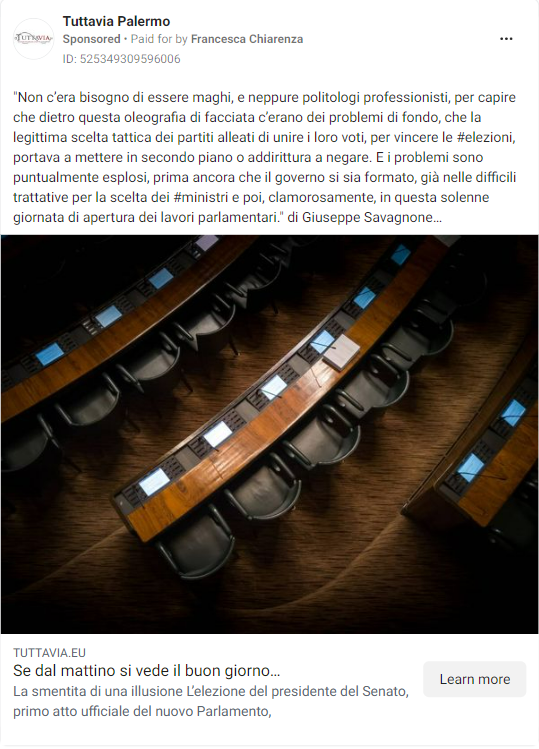 Tuttavia Palermo
Sponsored • Paid for by Francesca Chiarenza
ID: 525349309596006
"Non c’era bisogno di essere maghi, e neppure politologi professionisti, per capire
che dietro questa oleografia di facciata c’erano dei problemi di fondo, che la
legittima scelta tattica dei partiti alleati di unire i loro voti, per vincere le #elezioni,
portava a mettere in secondo piano o addirittura a negare. E i problemi sono
puntualmente esplosi, prima ancora che il governo si sia formato, già nelle difficili
trattative per la scelta dei #ministri e poi, clamorosamente, in questa solenne
giornata di apertura dei lavori parlamentari." di Giuseppe Savagnone…
TUTTAVIA.EU
Se dal mattino si vede il buon giorno…
La smentita di una illusione L’elezione del presidente del Senato,
primo atto ufficiale del nuovo Parlamento,
Learn more